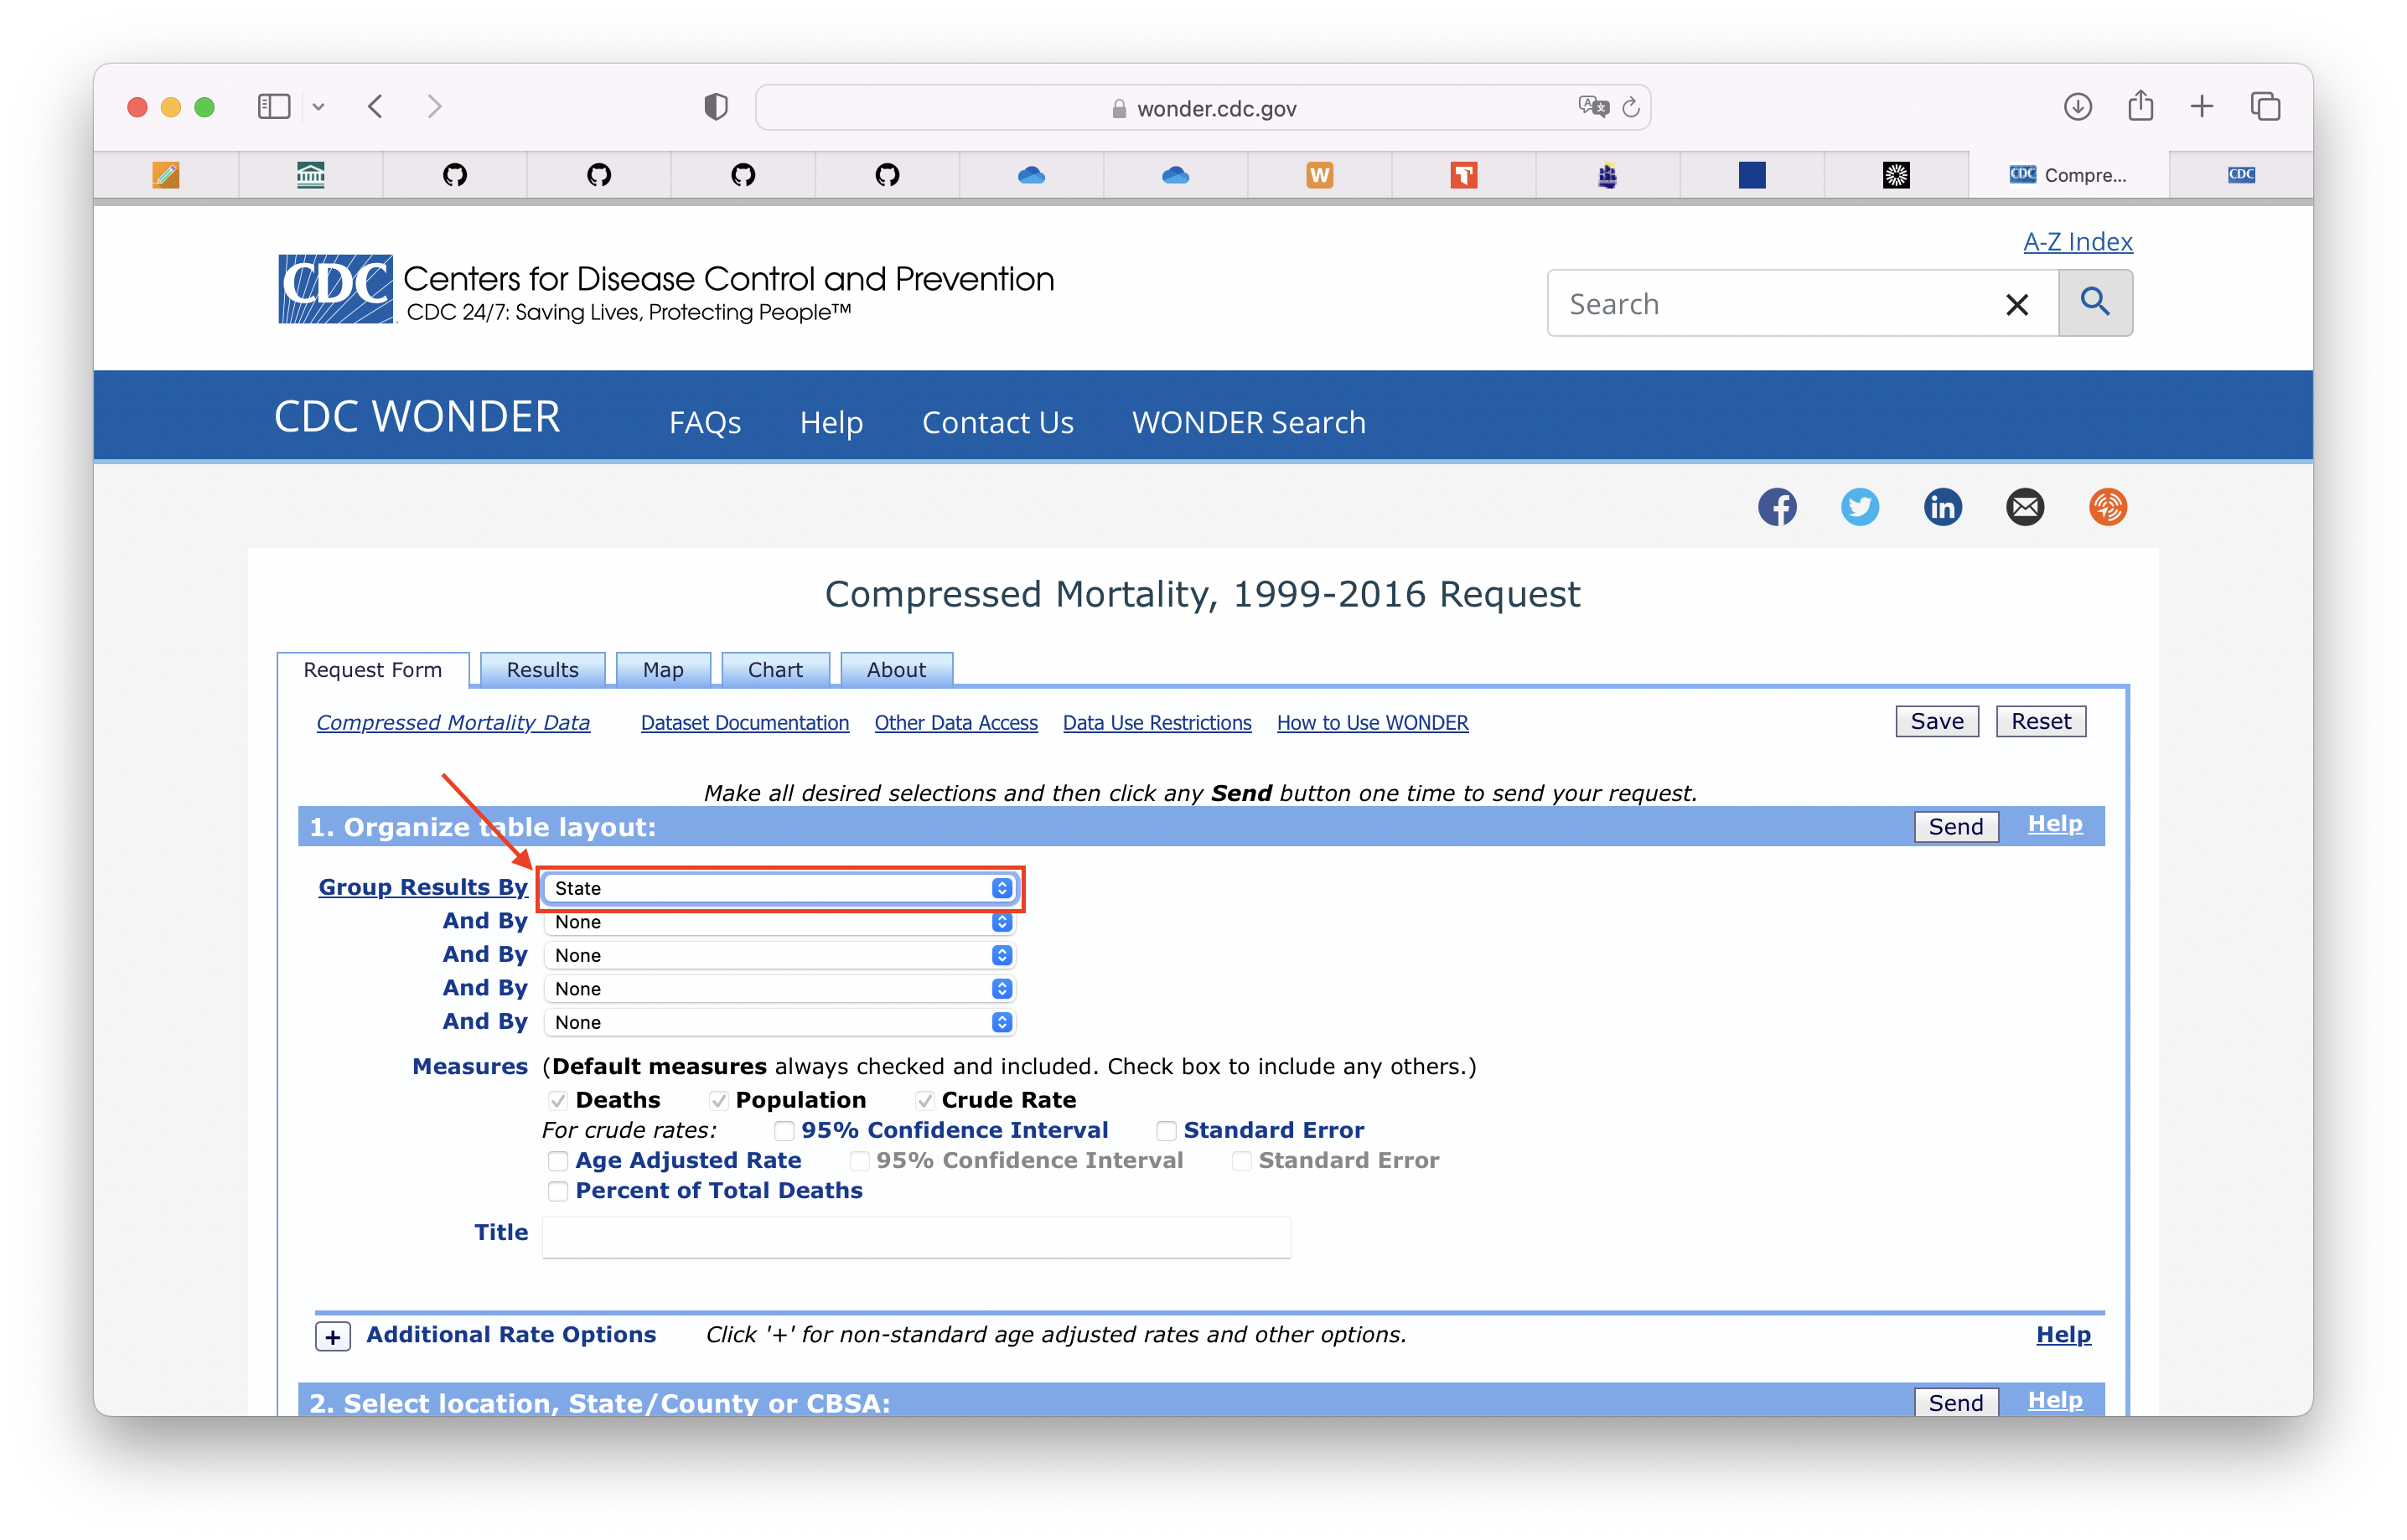 wonder.cdc.gov
W
CDC Compre...
CDC
A-Z Index
CDC Centers for Disease Control and Prevention
CDC 24/7: Saving Lives, Protecting People™
Search
CDC WONDER FAQs Help Contact Us WONDER Search
Compressed Mortality, 1999-2016 Request
Request Form Results Map Chart About
Compressed Mortality Data Dataset Documentation Other Data Access Data Use Restrictions How to Use WONDER Save Reset
Make all desired selections and then click any Send button one time to send your request.
1. Organize table layout: Send Help
Group Results By State
And By None
And By None
And By None
And By None
Measures (Default measures always checked and included. Check box to include any others.)
Deaths Population Crude Rate
For crude rates: 95% Confidence Interval Standard Error
Age Adjusted Rate 95% Confidence Interval Standard Error
Percent of Total Deaths
Title
+ Additional Rate Options Click '+' for non-standard age adjusted rates and other options. Help
2. Select location, State/County or CBSA: Send Help